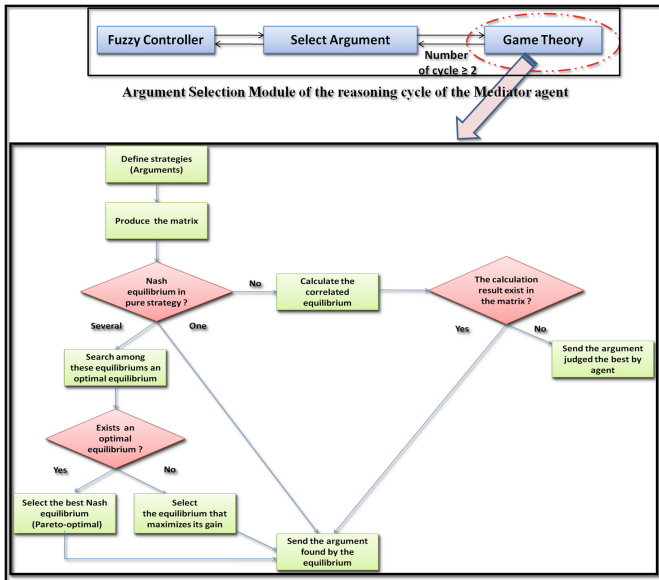 Fuzzy Controller
Select Argument
Game Theory
Number
of cycle ≥ 2
Argument Selection Module of the reasoning cycle of the Mediator agent
Define strategies
(Arguments)
Produce the matrix
Nash
equilibrium in
pure strategy ?
No
Calculate the
correlated
equilibrium
The calculation
result exist in
the matrix ?
Several
One
Yes
No
Search among
these equilibriums an
optimal equilibrium
Send the argument
judged the best by
agent
Exists an
optimal
equilibrium ?
Yes
No
Select the best Nash
equilibrium
(Pareto-optimal)
Select
the equilibrium that
maximizes its gain
Send the argument
found by the
equilibrium